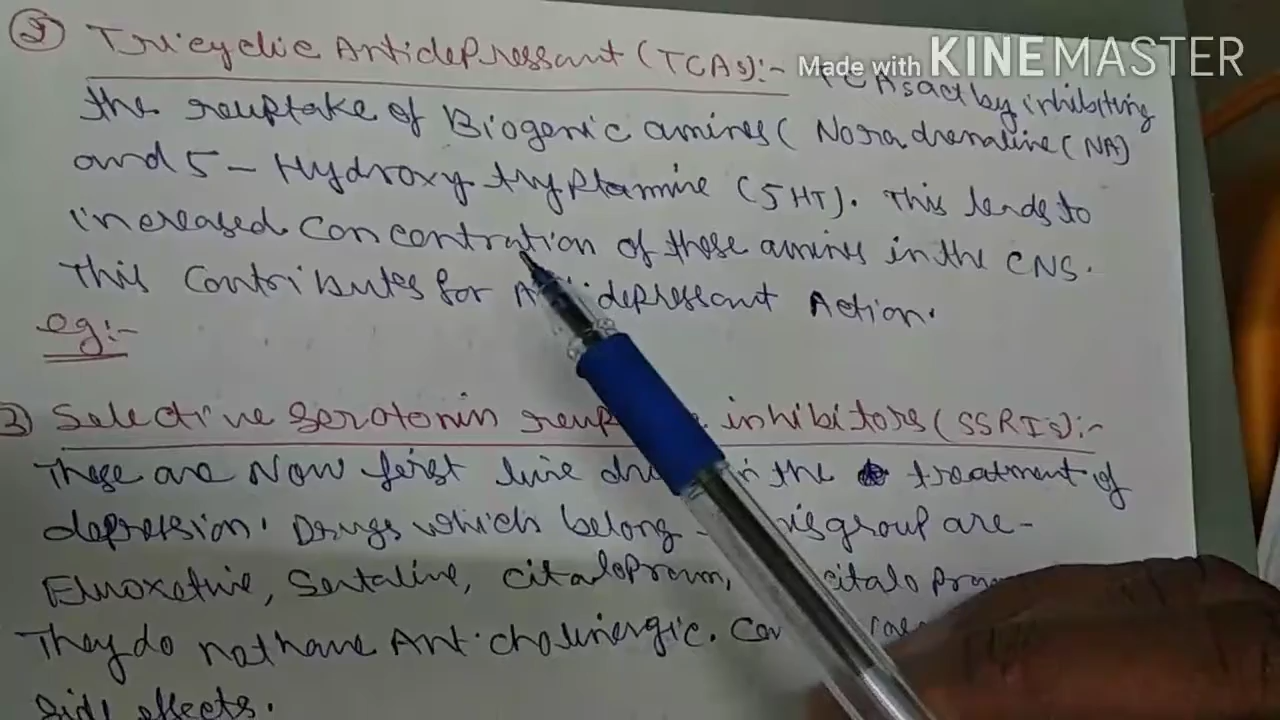 Made with KINEMASTER
2) Tricyclic Antidepressant (TCAs):- TCAs act by inhibiting
the reuptake of Biogenic amines ( Noradrenaline (NA)
and 5-Hydroxy tryptamine (5HT). This leads to
increased concentration of these amines in the CNS.
This contributes for depressant Action.
eg:-
3) Selective Serotonin inhibitors (SSRIs):-
These are Now first line in the treatment of
depression. Drugs which belong group are-
Fluoxetine, Sertaline, citalopram,
They do not have Anti cholinergic.
side effects.